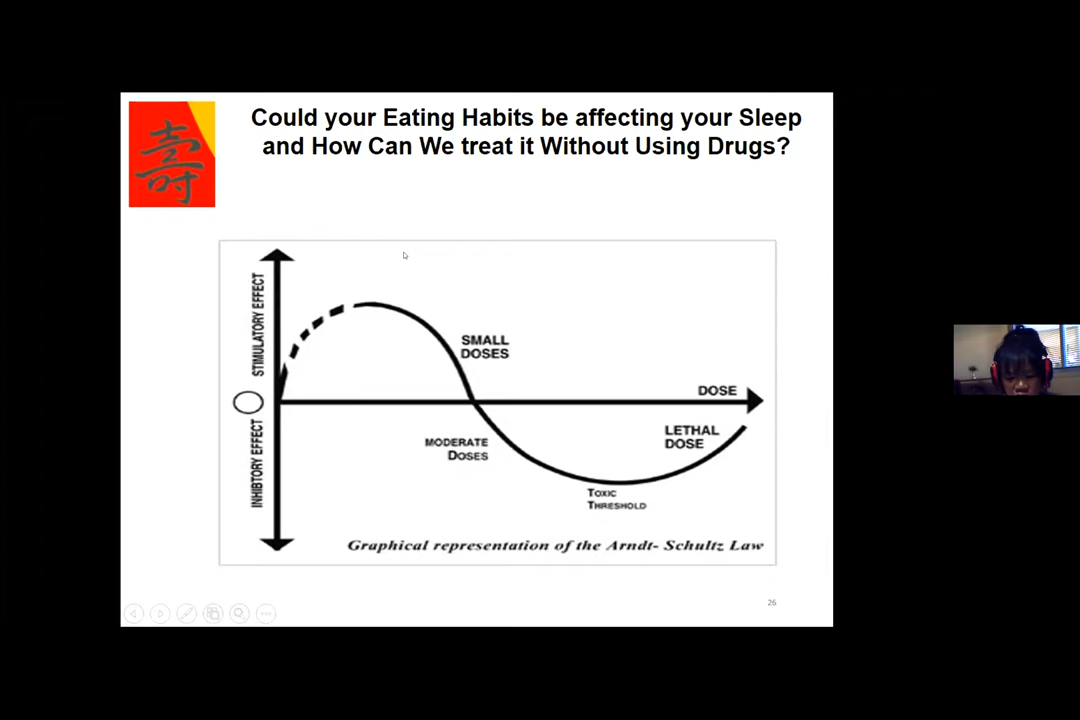 Could your Eating Habits be affecting your Sleep
and How Can We treat it Without Using Drugs?
壽
STIMULATORY EFFECT
INHIBTORY EFFECT
SMALL
DOSES
DOSE
MODERATE
DOSES
LETHAL
DOSE
TOXIC
THRESHOLD
Graphical representation of the Arndt- Schultz Law
26